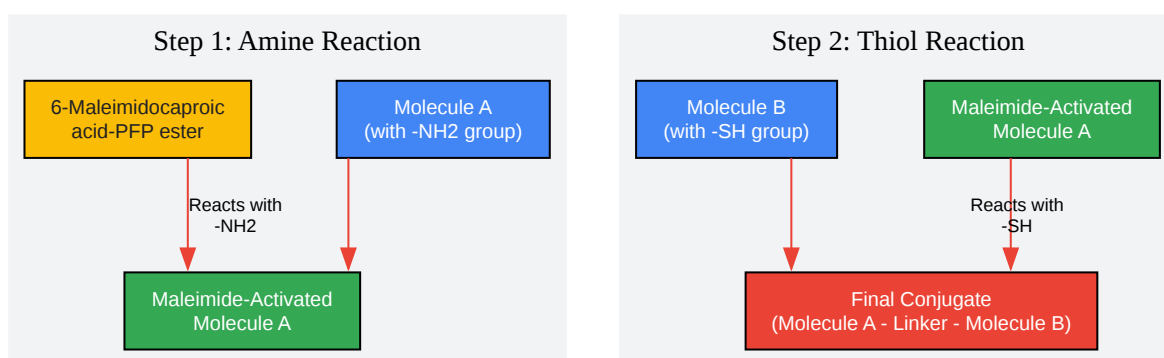 Step 1: Amine Reaction
6-Maleimidocaproic
acid-PFP ester
Molecule A
(with -NH2 group)
Reacts with
-NH2
Maleimide-Activated
Molecule A
Step 2: Thiol Reaction
Molecule B
(with -SH group)
Maleimide-Activated
Molecule A
Reacts with
-SH
Final Conjugate
(Molecule A - Linker - Molecule B)